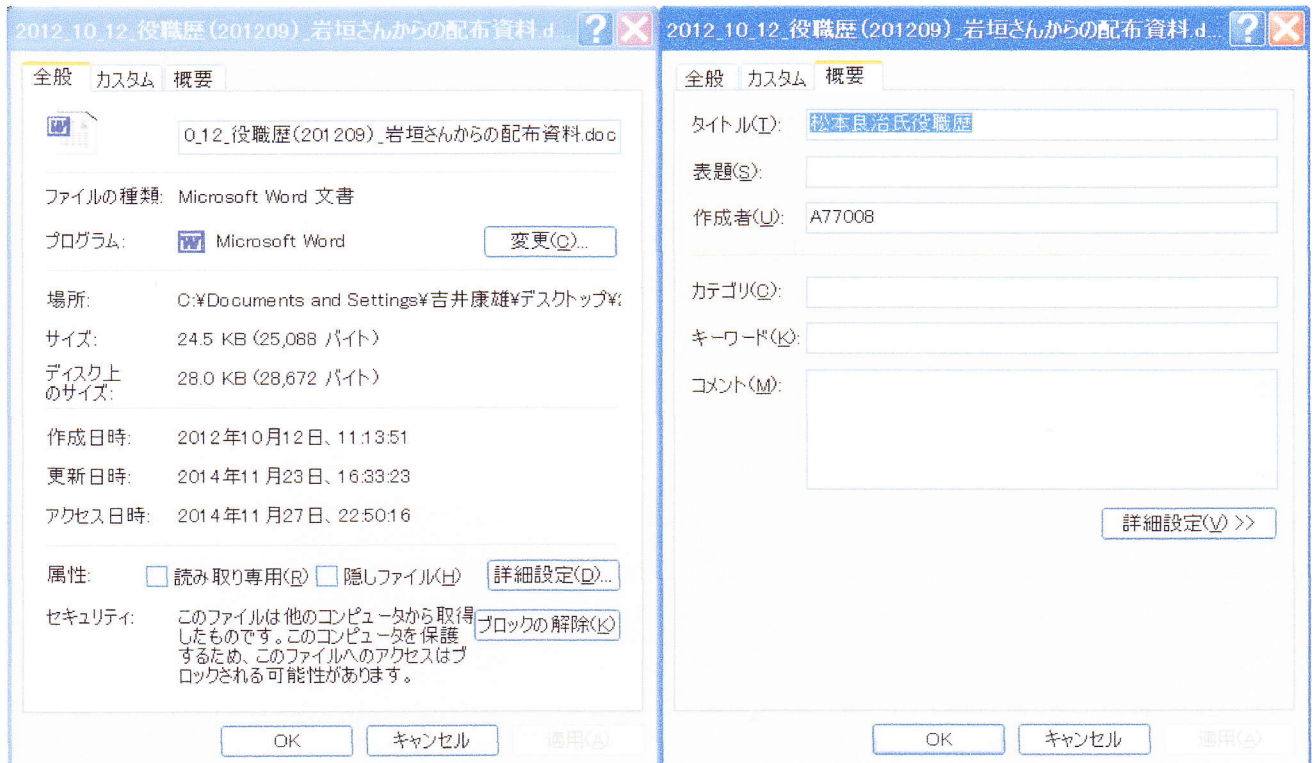 2012_10_12_役職歴(201209)_岩垣さんからの配布資料.d...
全般 カスタム 概要
0_12_役職歴(201209)_岩垣さんからの配布資料.doc
ファイルの種類: Microsoft Word 文書
プログラム: Microsoft Word 変更(C)...
場所: C:¥Documents and Settings¥吉井康雄¥デスクトップ¥2
サイズ: 24.5 KB (25,088 バイト)
ディスク上
のサイズ: 28.0 KB (28,672 バイト)
作成日時: 2012年10月12日、11:13:51
更新日時: 2014年11月23日、16:33:23
アクセス日時: 2014年11月27日、22:50:16
属性: 読み取り専用(R) 隠しファイル(H) 詳細設定(D)...
セキュリティ: このファイルは他のコンピュータから取得
したものです。このコンピュータを保護
するため、このファイルへのアクセスはブ
ロックされる可能性があります。
ブロックの解除(K)
OK キャンセル 適用(A)
2012_10_12_役職歴(201209)_岩垣さんからの配布資料.d...
全般 カスタム 概要
タイトル(T): 松本良治氏役職歴
表題(S):
作成者(U): A77008
カテゴリ(C):
キーワード(K):
コメント(M):
詳細設定(V) >>
OK キャンセル 適用(A)